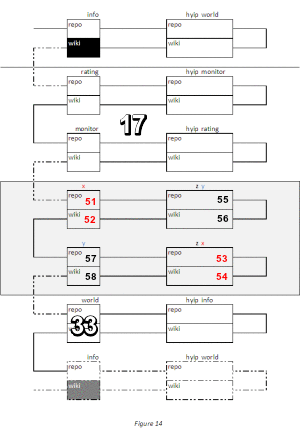 info hyip world
repo repo
wiki wiki
rating hyip monitor
repo repo
wiki wiki
17
monitor hyip rating
repo repo
wiki wiki
x z y
repo 51 repo 55
wiki 52 wiki 56
y z x
repo 57 repo 53
wiki 58 wiki 54
world hyip info
repo repo
wiki 33 wiki
info hyip world
repo repo
wiki wiki
Figure 14